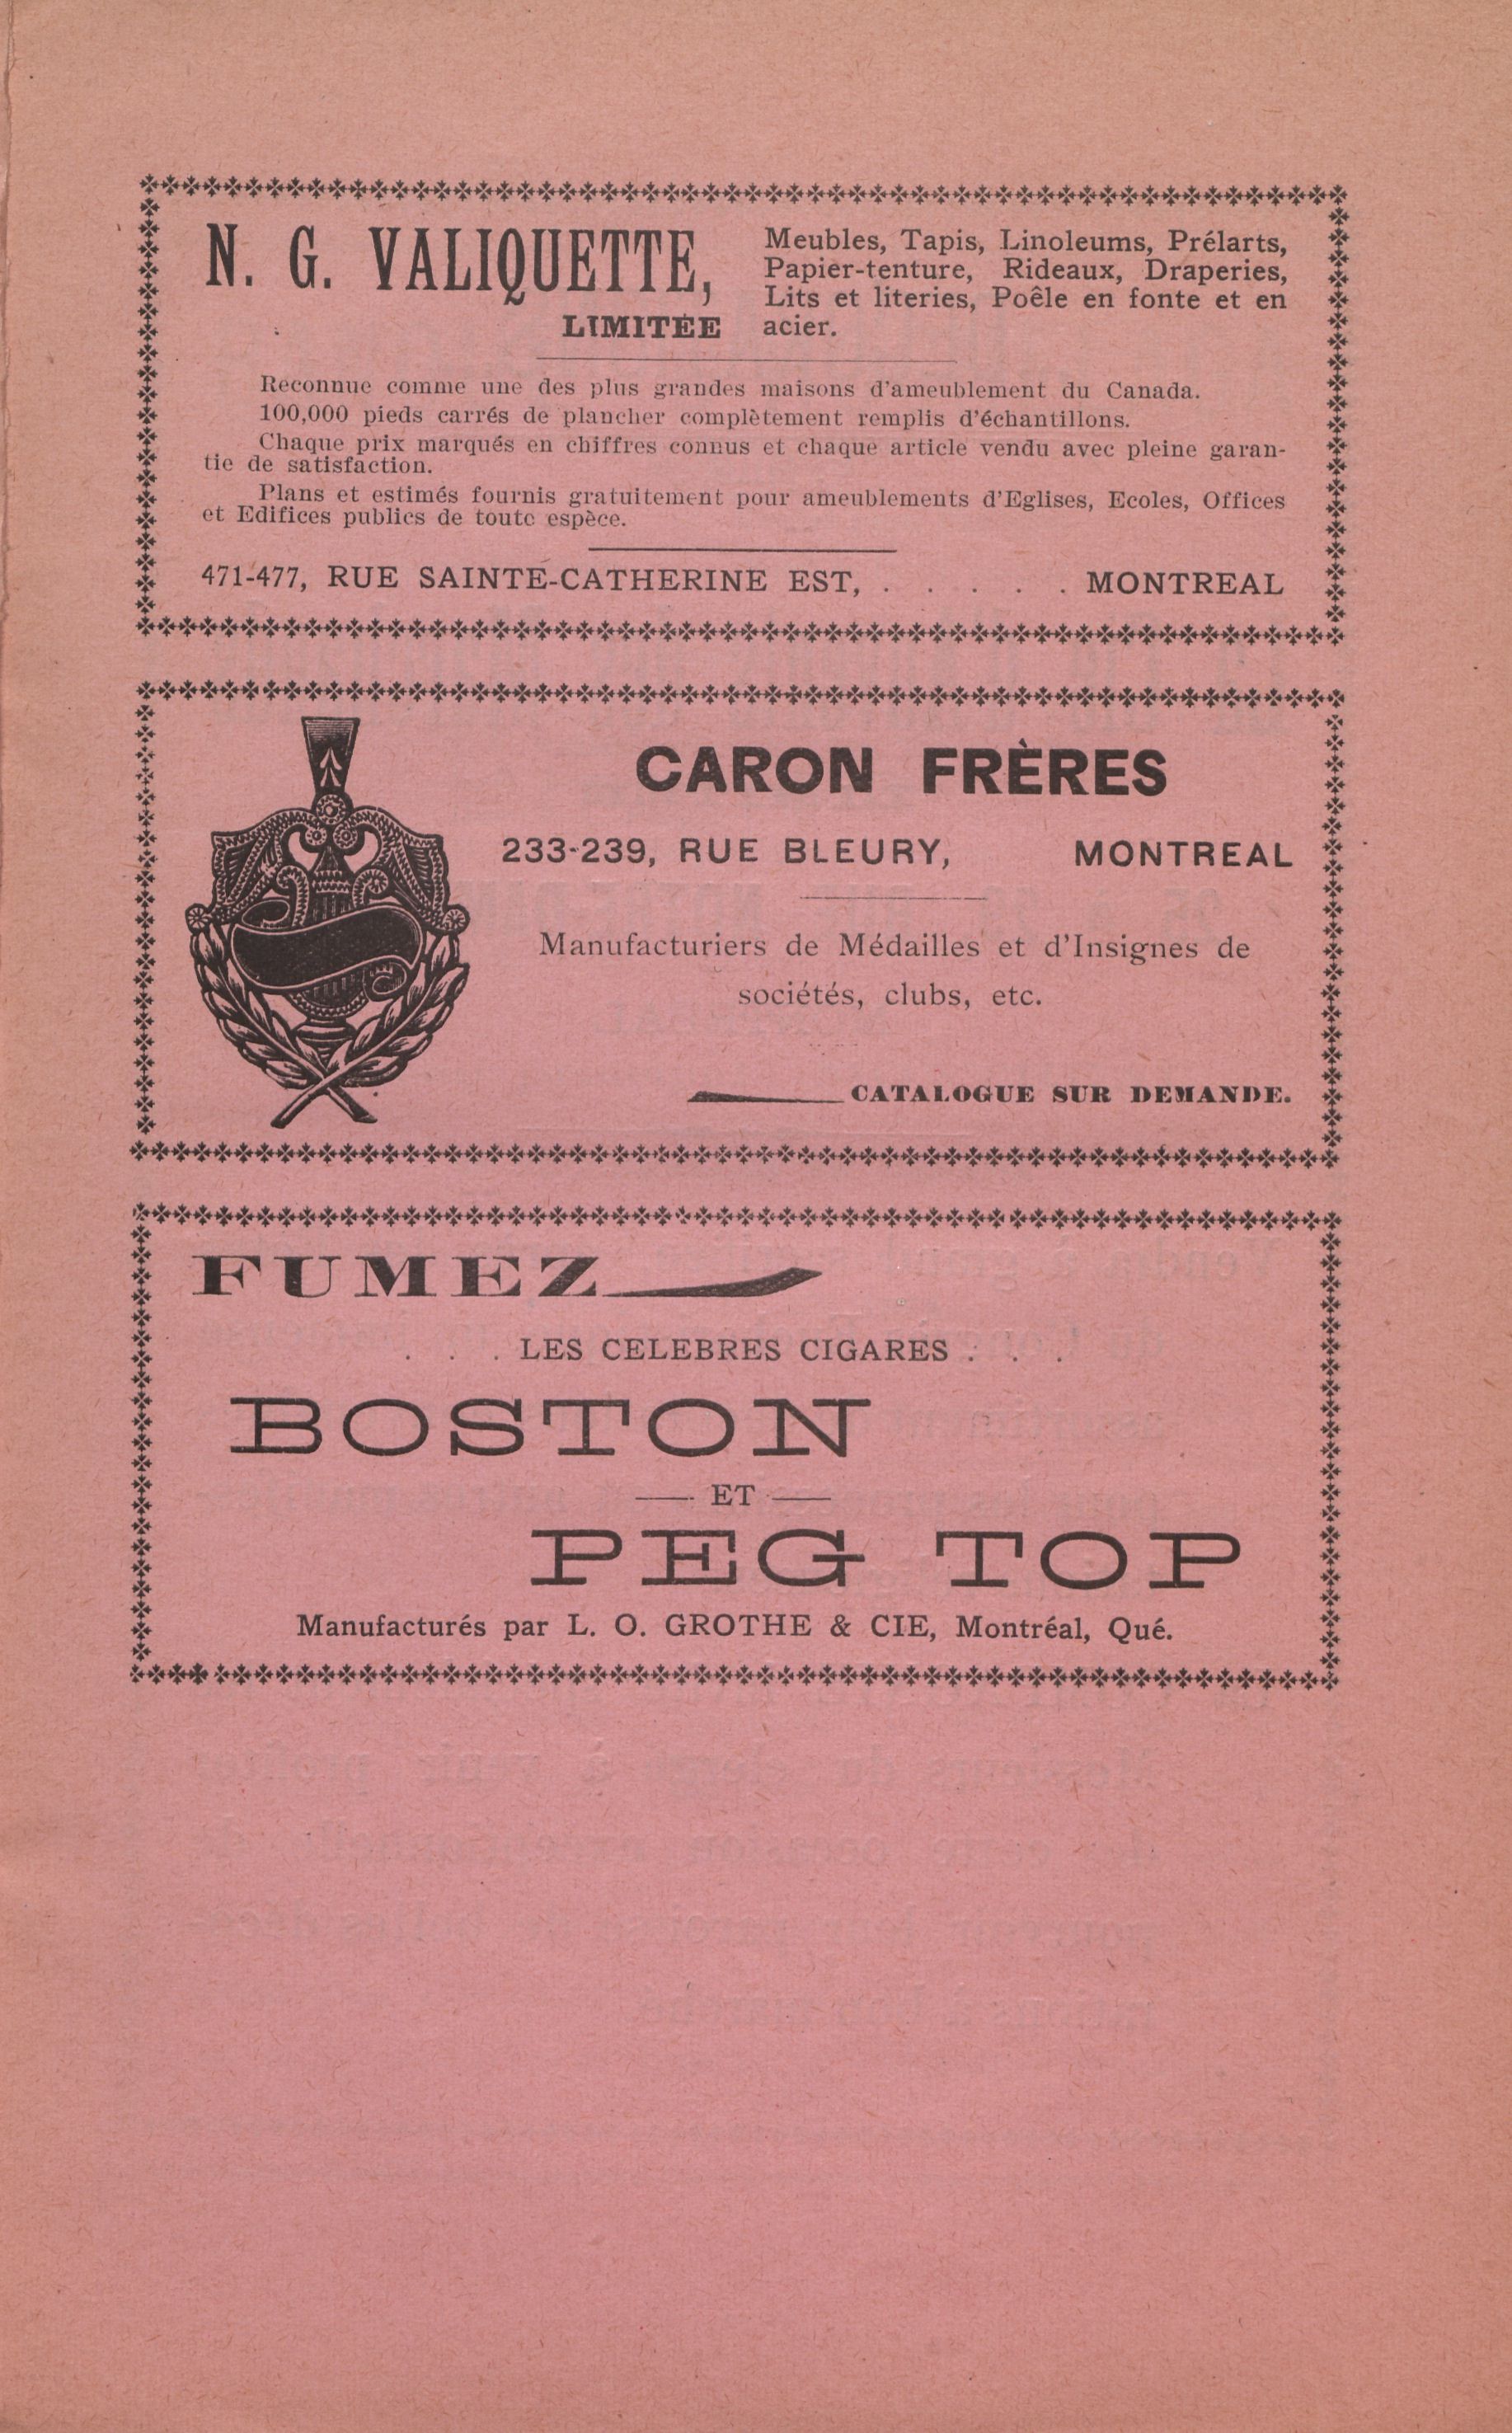 N. G. VALIQUETTE,
LIMITÉE
Meubles, Tapis, Linoleums, Prélarts,
Papier-tenture, Rideaux, Draperies,
Lits et literies, Poêle en fonte et en
acier.
Reconnue comme une des plus grandes maisons d'ameublement du Canada.
100,000 pieds carrés de plancher complètement remplis d'échantillons.
Chaque prix marqués en chiffres connus et chaque article vendu avec pleine garan-
tie de satisfaction.
Plans et estimés fournis gratuitement pour ameublements d'Eglises, Ecoles, Offices
et Edifices publics de toute espèce.
471-477, RUE SAINTE-CATHERINE EST, . . . . . MONTREAL
CARON FRÈRES
233-239, RUE BLEURY, MONTREAL
Manufacturiers de Médailles et d'Insignes de
sociétés, clubs, etc.
CATALOGUE SUR DEMANDE.
FUMEZ
. . . LES CELEBRES CIGARES . . .
BOSTON
— ET —
PEG TOP
Manufacturés par L. O. GROTHE & CIE, Montréal, Qué.